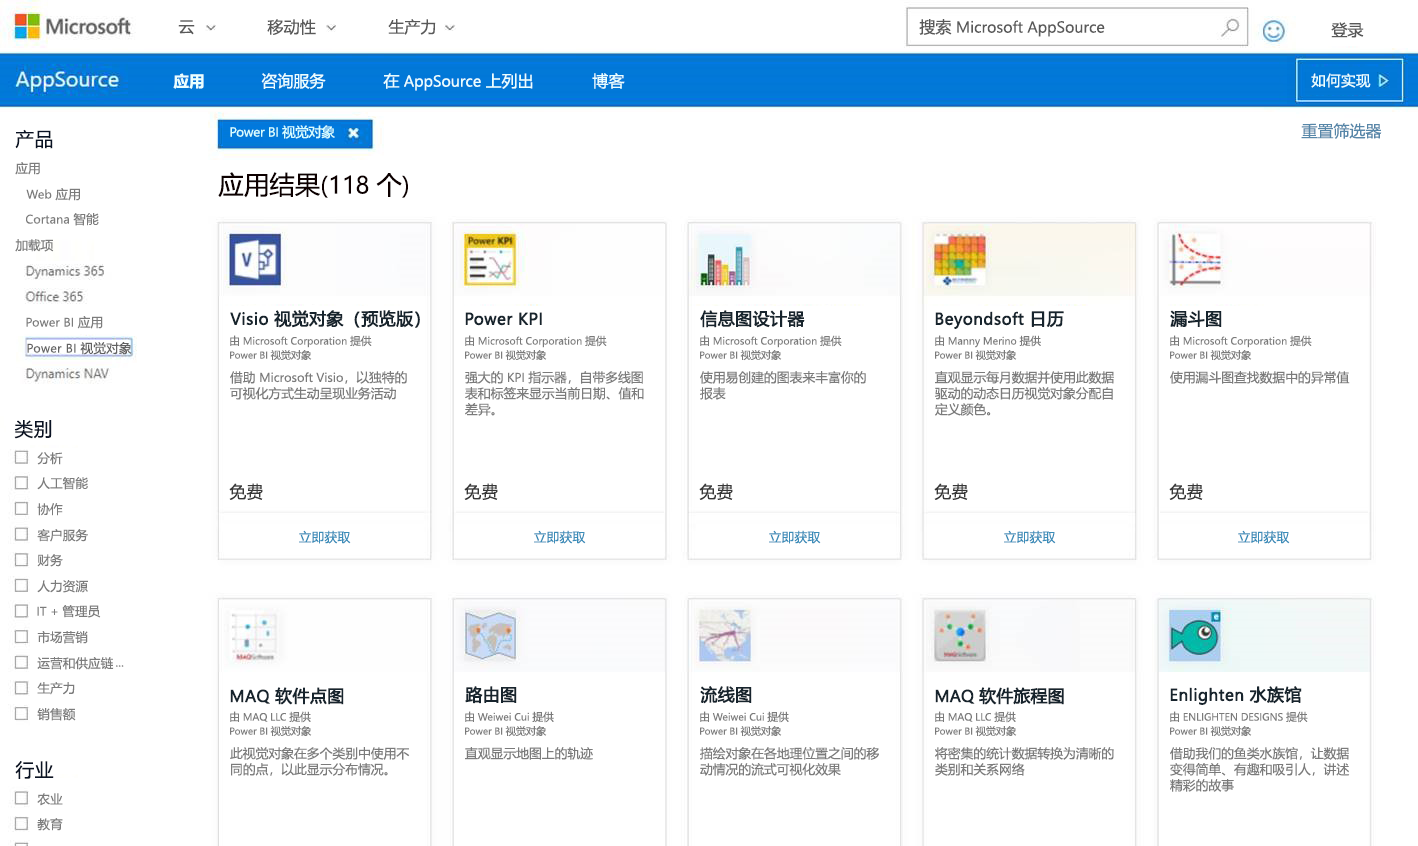 Microsoft
云
移动性
生产力
搜索 Microsoft AppSource
登录
AppSource
应用
咨询服务
在 AppSource 上列出
博客
如何实现
产品
应用
Web 应用
Cortana 智能
加载项
Dynamics 365
Office 365
Power BI 应用
Power BI 视觉对象
Dynamics NAV
类别
分析
人工智能
协作
客户服务
财务
人力资源
IT + 管理员
市场营销
运营和供应链...
生产力
销售额
行业
农业
教育
Power BI 视觉对象
重置筛选器
应用结果(118 个)
Visio 视觉对象（预览版）
由 Microsoft Corporation 提供
Power BI 视觉对象
借助 Microsoft Visio，以独特的
可视化方式生动呈现业务活动
免费
立即获取
Power KPI
Power KPI
由 Microsoft Corporation 提供
Power BI 视觉对象
强大的 KPI 指示器，自带多线图
表和标签来显示当前日期、值和
差异。
免费
立即获取
信息图设计器
由 Microsoft Corporation 提供
Power BI 视觉对象
使用易创建的图表来丰富你的
报表
免费
立即获取
Beyondsoft 日历
由 Manny Merino 提供
Power BI 视觉对象
直观显示每月数据并使用此数据
驱动的动态日历视觉对象分配自
定义颜色。
免费
立即获取
漏斗图
由 Microsoft Corporation 提供
Power BI 视觉对象
使用漏斗图查找数据中的异常值
免费
立即获取
MAQ Software
MAQ 软件点图
由 MAQ LLC 提供
Power BI 视觉对象
此视觉对象在多个类别中使用不
同的点，以此显示分布情况。
路由图
由 Weiwei Cui 提供
Power BI 视觉对象
直观显示地图上的轨迹
流线图
由 Weiwei Cui 提供
Power BI 视觉对象
描绘对象在各地理位置之间的移
动情况的流式可视化效果
MAQ Software
MAQ 软件旅程图
由 MAQ LLC 提供
Power BI 视觉对象
将密集的统计数据转换为清晰的
类别和关系网络
Enlighten 水族馆
由 ENLIGHTEN DESIGNS 提供
Power BI 视觉对象
借助我们的鱼类水族馆，让数据
变得简单、有趣和吸引人，讲述
精彩的故事